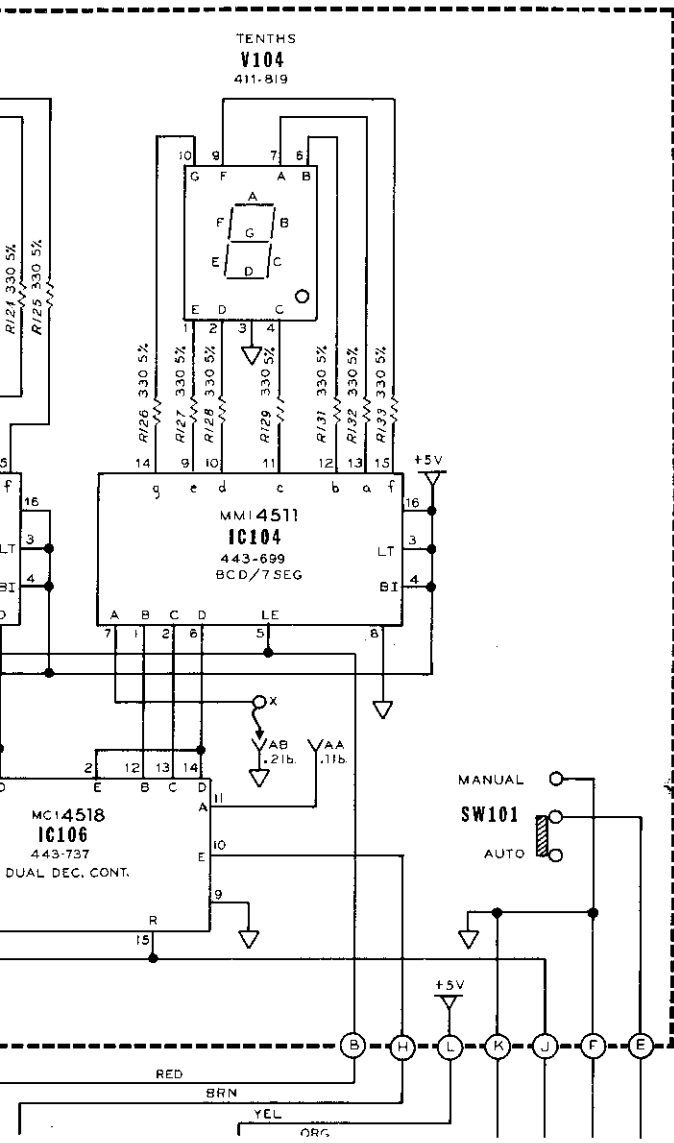 TENTHS
V104
411-819
10 9 7 6
G F A B
A
F B
G
E C
D
E D C
1 2 3 4
R124 330 5%
R125 330 5%
R126 330 5%
R127 330 5%
R128 330 5%
R129 330 5%
R131 330 5%
R132 330 5%
R133 330 5%
14 9 10 11 12 13 15
g e d c b a f
+5V
5
f
16
LT 3
BI 4
D
MM14511
IC104
443-699
BCD/7SEG
16
LT 3
BI 4
A B C D LE
7 1 2 6 5 8
X
AB
.2lb.
AA
.1lb.
2 12 13 14
D E B C D
A 11
MC14518
IC106
443-737
DUAL DEC. CONT.
E 10
9
R
15
MANUAL
SW101
AUTO
+5V
B H L K J F E
RED
BRN
YEL
ORG